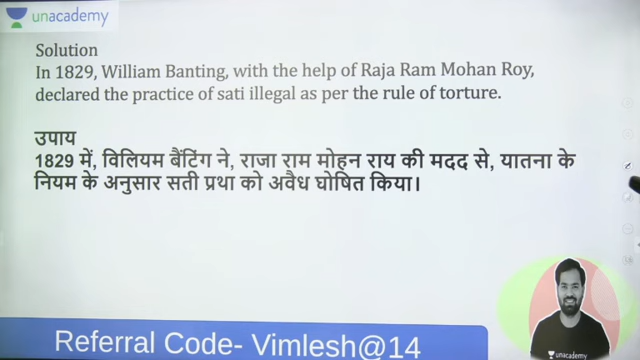 unacademy
Solution
In 1829, William Banting, with the help of Raja Ram Mohan Roy,
declared the practice of sati illegal as per the rule of torture.
उपाय
1829 में, विलियम बैंटिंग ने, राजा राम मोहन राय की मदद से, यातना के
नियम के अनुसार सती प्रथा को अवैध घोषित किया।
unacademy
Referral Code- Vimlesh@14